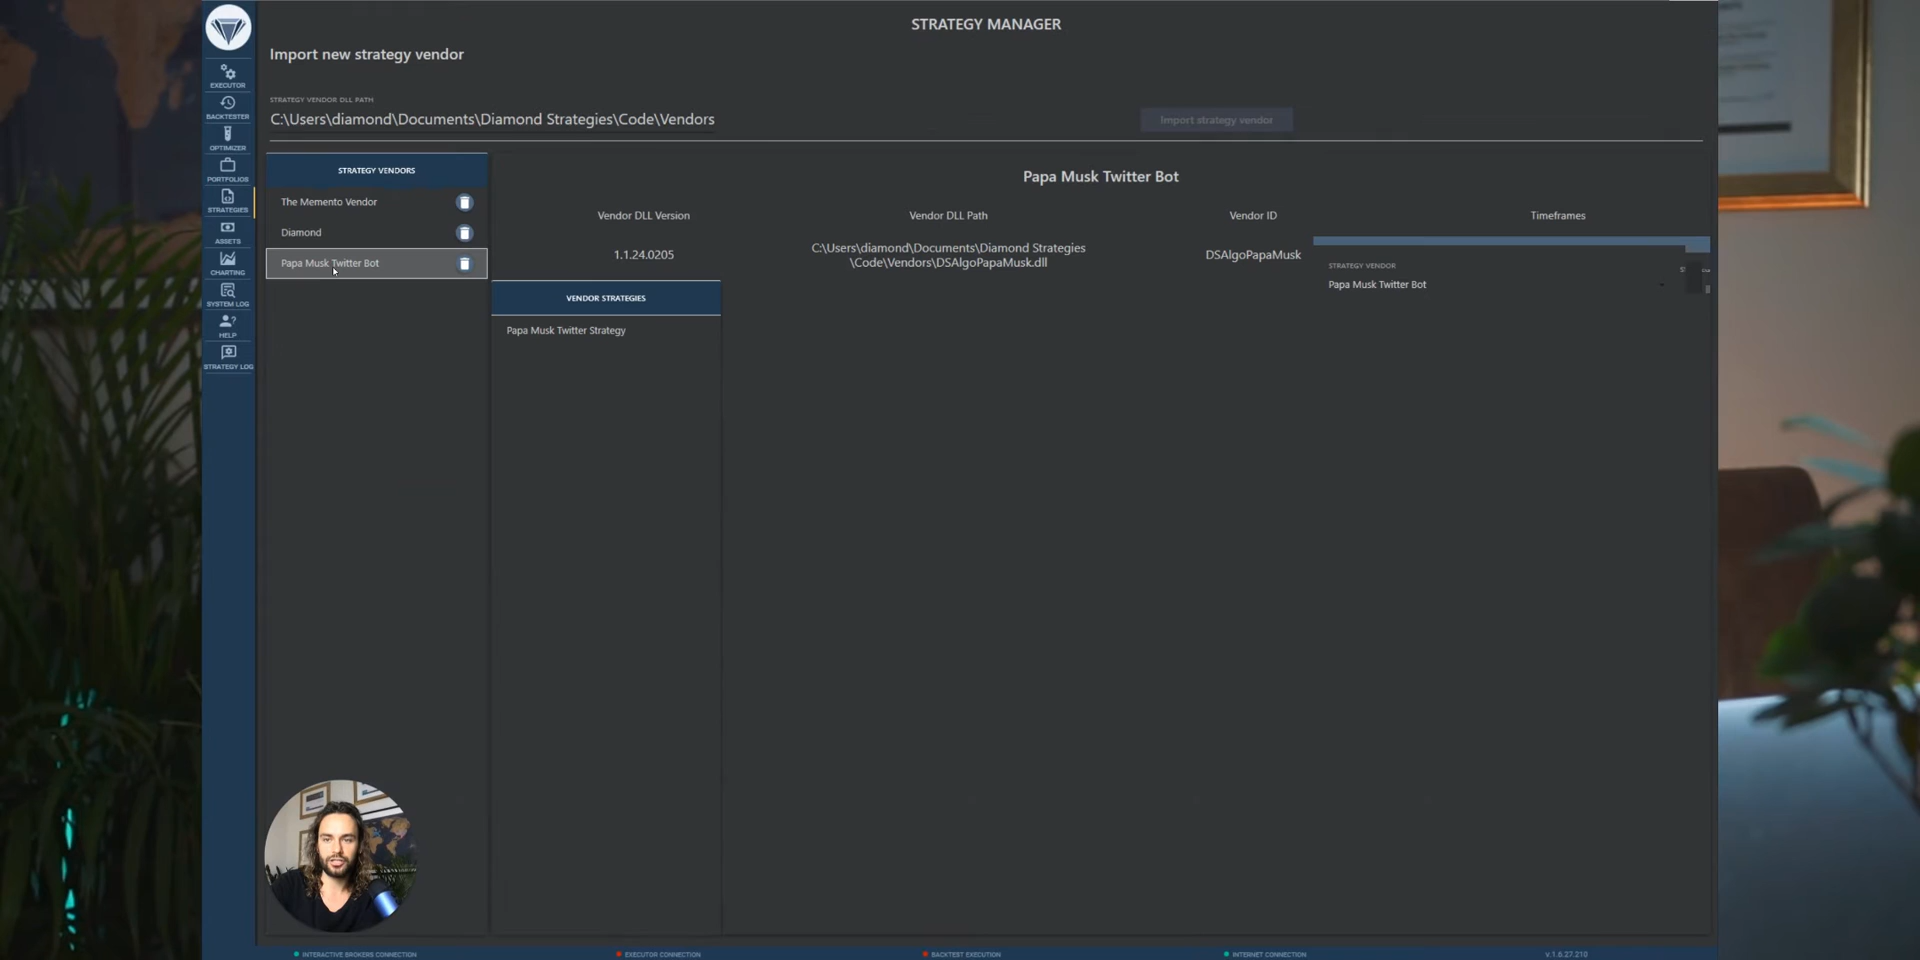 STRATEGY MANAGER
Import new strategy vendor
STRATEGY VENDOR DLL PATH
C:\Users\diamond\Documents\Diamond Strategies\Code\Vendors
Import strategy vendor
EXECUTOR
BACKTESTER
OPTIMIZER
PORTFOLIOS
STRATEGIES
ASSETS
CHARTING
SYSTEM LOG
HELP
STRATEGY LOG
STRATEGY VENDORS
The Memento Vendor
Diamond
Papa Musk Twitter Bot
Papa Musk Twitter Bot
Vendor DLL Version
Vendor DLL Path
Vendor ID
Timeframes
1.1.24.0205
C:\Users\diamond\Documents\Diamond Strategies
\Code\Vendors\DSAlgoPapaMusk.dll
DSAlgoPapaMusk
STRATEGY VENDOR
Papa Musk Twitter Bot
VENDOR STRATEGIES
Papa Musk Twitter Strategy
INTERACTIVE BROKERS CONNECTION
EXECUTOR CONNECTION
BACKTEST EXECUTION
INTERNET CONNECTION
v.1.6.27.210